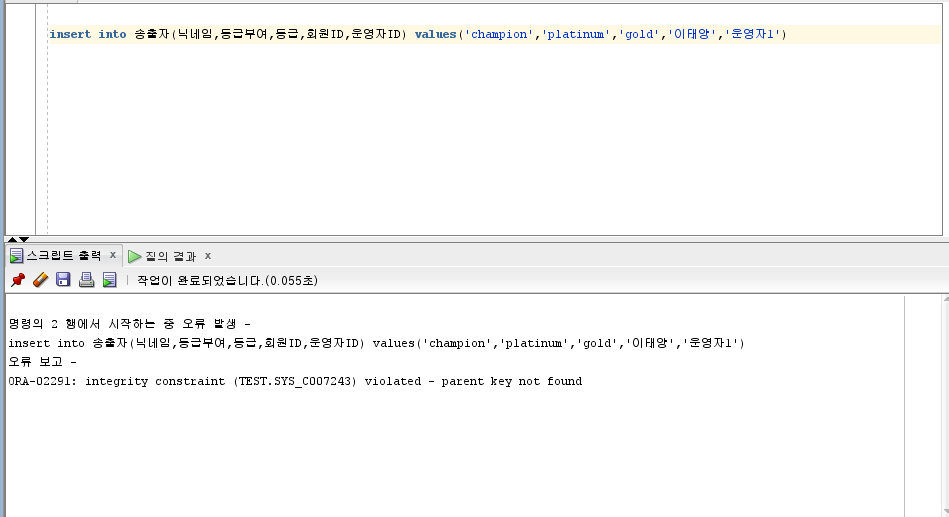 insert into 송출자(닉네임,등급부여,등급,회원ID,운영자ID) values('champion','platinum','gold','이태양','운영자1')
스크립트 출력 x 질의 결과 x
작업이 완료되었습니다.(0.055초)
명령의 2 행에서 시작하는 중 오류 발생 -
insert into 송출자(닉네임,등급부여,등급,회원ID,운영자ID) values('champion','platinum','gold','이태양','운영자1')
오류 보고 -
ORA-02291: integrity constraint (TEST.SYS_C007243) violated - parent key not found